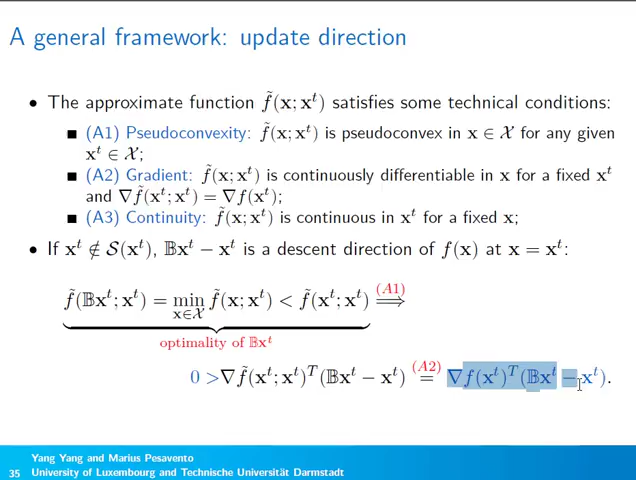 A general framework: update direction
• The approximate function f̃(x; xᵗ) satisfies some technical conditions:
■ (A1) Pseudoconvexity: f̃(x; xᵗ) is pseudoconvex in x ∈ 𝒳 for any given
xᵗ ∈ 𝒳;
■ (A2) Gradient: f̃(x; xᵗ) is continuously differentiable in x for a fixed xᵗ
and ∇f̃(xᵗ; xᵗ) = ∇f(xᵗ);
■ (A3) Continuity: f̃(x; xᵗ) is continuous in xᵗ for a fixed x;
• If xᵗ ∉ 𝒮(xᵗ), 𝔹xᵗ − xᵗ is a descent direction of f(x) at x = xᵗ:
f̃(𝔹xᵗ; xᵗ) = min x∈𝒳 f̃(x; xᵗ) < f̃(xᵗ; xᵗ) (A1) ⟹
optimality of 𝔹xᵗ
0 > ∇f̃(xᵗ; xᵗ)ᵀ(𝔹xᵗ − xᵗ) (A2) = ∇f(xᵗ)ᵀ(𝔹xᵗ − xᵗ).
Yang Yang and Marius Pesavento
35 University of Luxembourg and Technische Universität Darmstadt